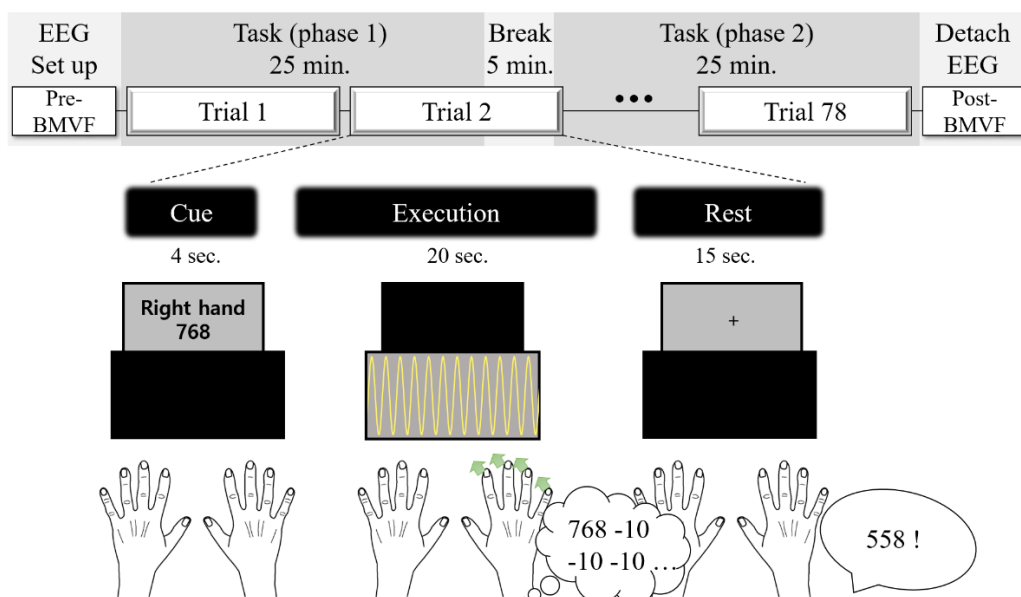 EEG
Set up
Task (phase 1)
25 min.
Break
5 min.
Task (phase 2)
25 min.
Detach
EEG
Pre-
BMVF
Trial 1
Trial 2
•••
Trial 78
Post-
BMVF
Cue
Execution
Rest
4 sec.
20 sec.
15 sec.
Right hand
768
+
768 -10
-10 -10 ...
558 !